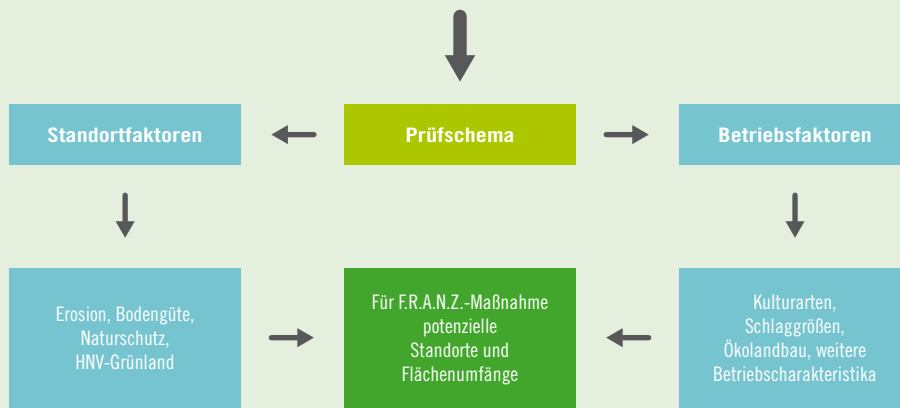 Standortfaktoren
Prüfschema
Betriebsfaktoren
Erosion, Bodengüte,
Naturschutz,
HNV-Grünland
Für F.R.A.N.Z.-Maßnahme
potenzielle
Standorte und
Flächenumfänge
Kulturarten,
Schlaggrößen,
Ökolandbau, weitere
Betriebscharakteristika